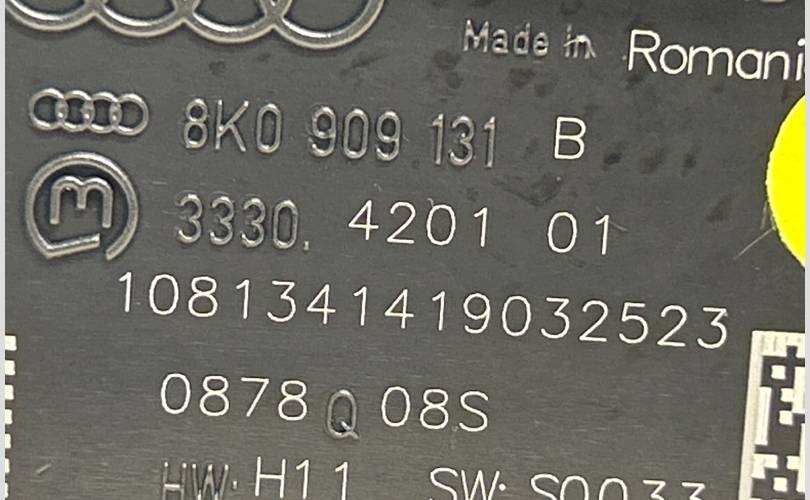 Made in Romani
8K0 909 131 B
3330. 4201 01
1081341419032523
0878 Q 08S
HW: H11 SW: S0033